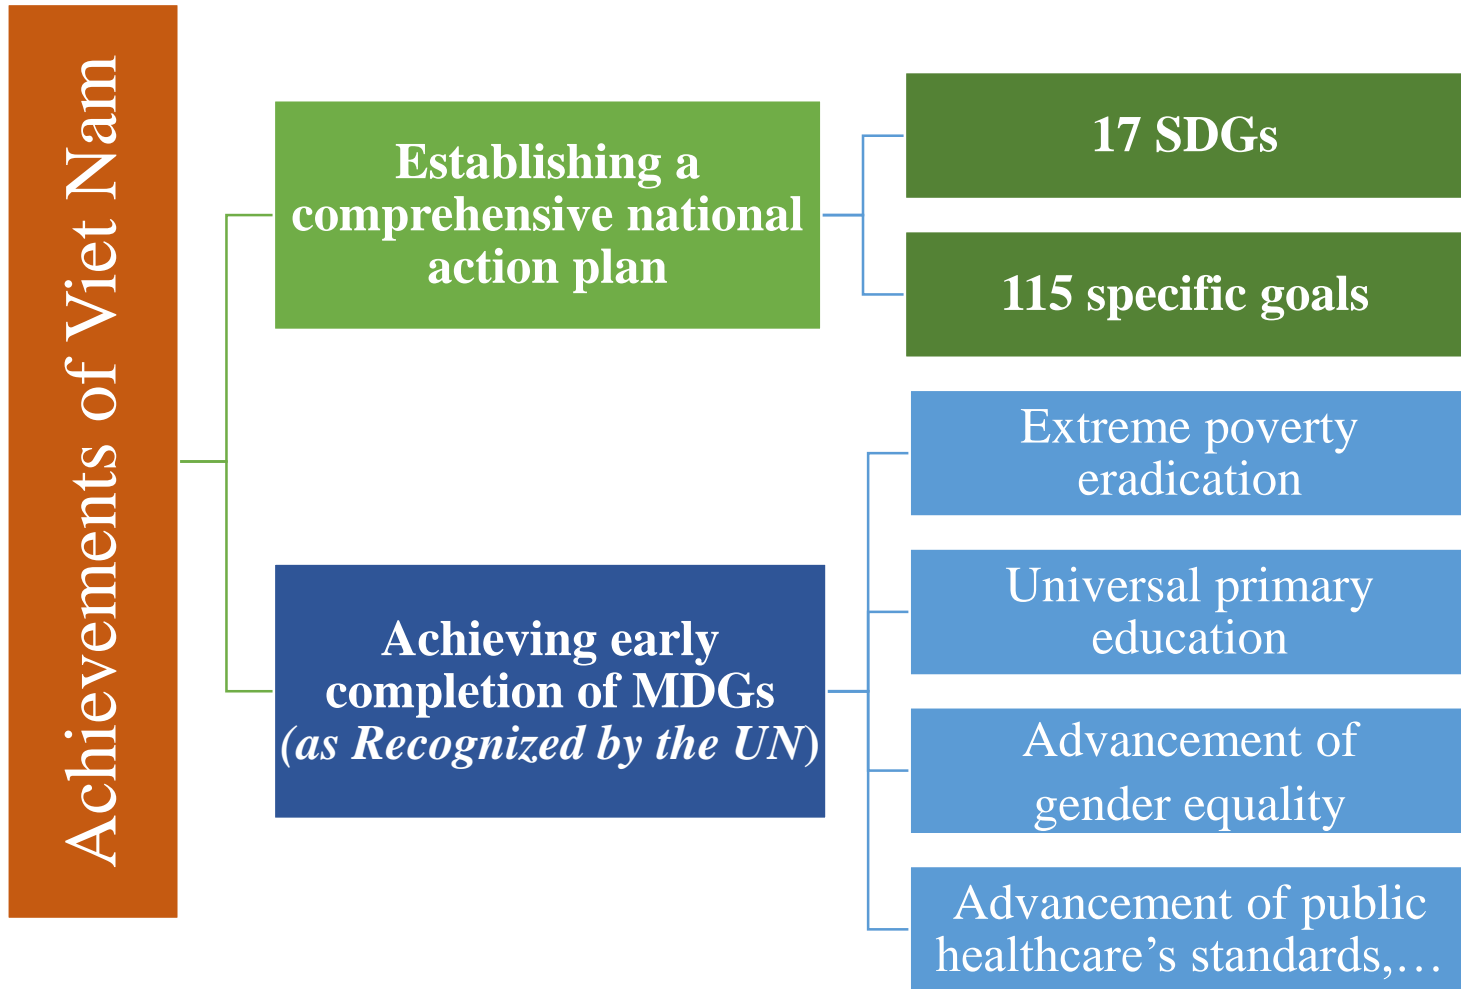 Achievements of Viet Nam
Establishing a
comprehensive national
action plan
17 SDGs
115 specific goals
Achieving early
completion of MDGs
(as Recognized by the UN)
Extreme poverty
eradication
Universal primary
education
Advancement of
gender equality
Advancement of public
healthcare’s standards,…